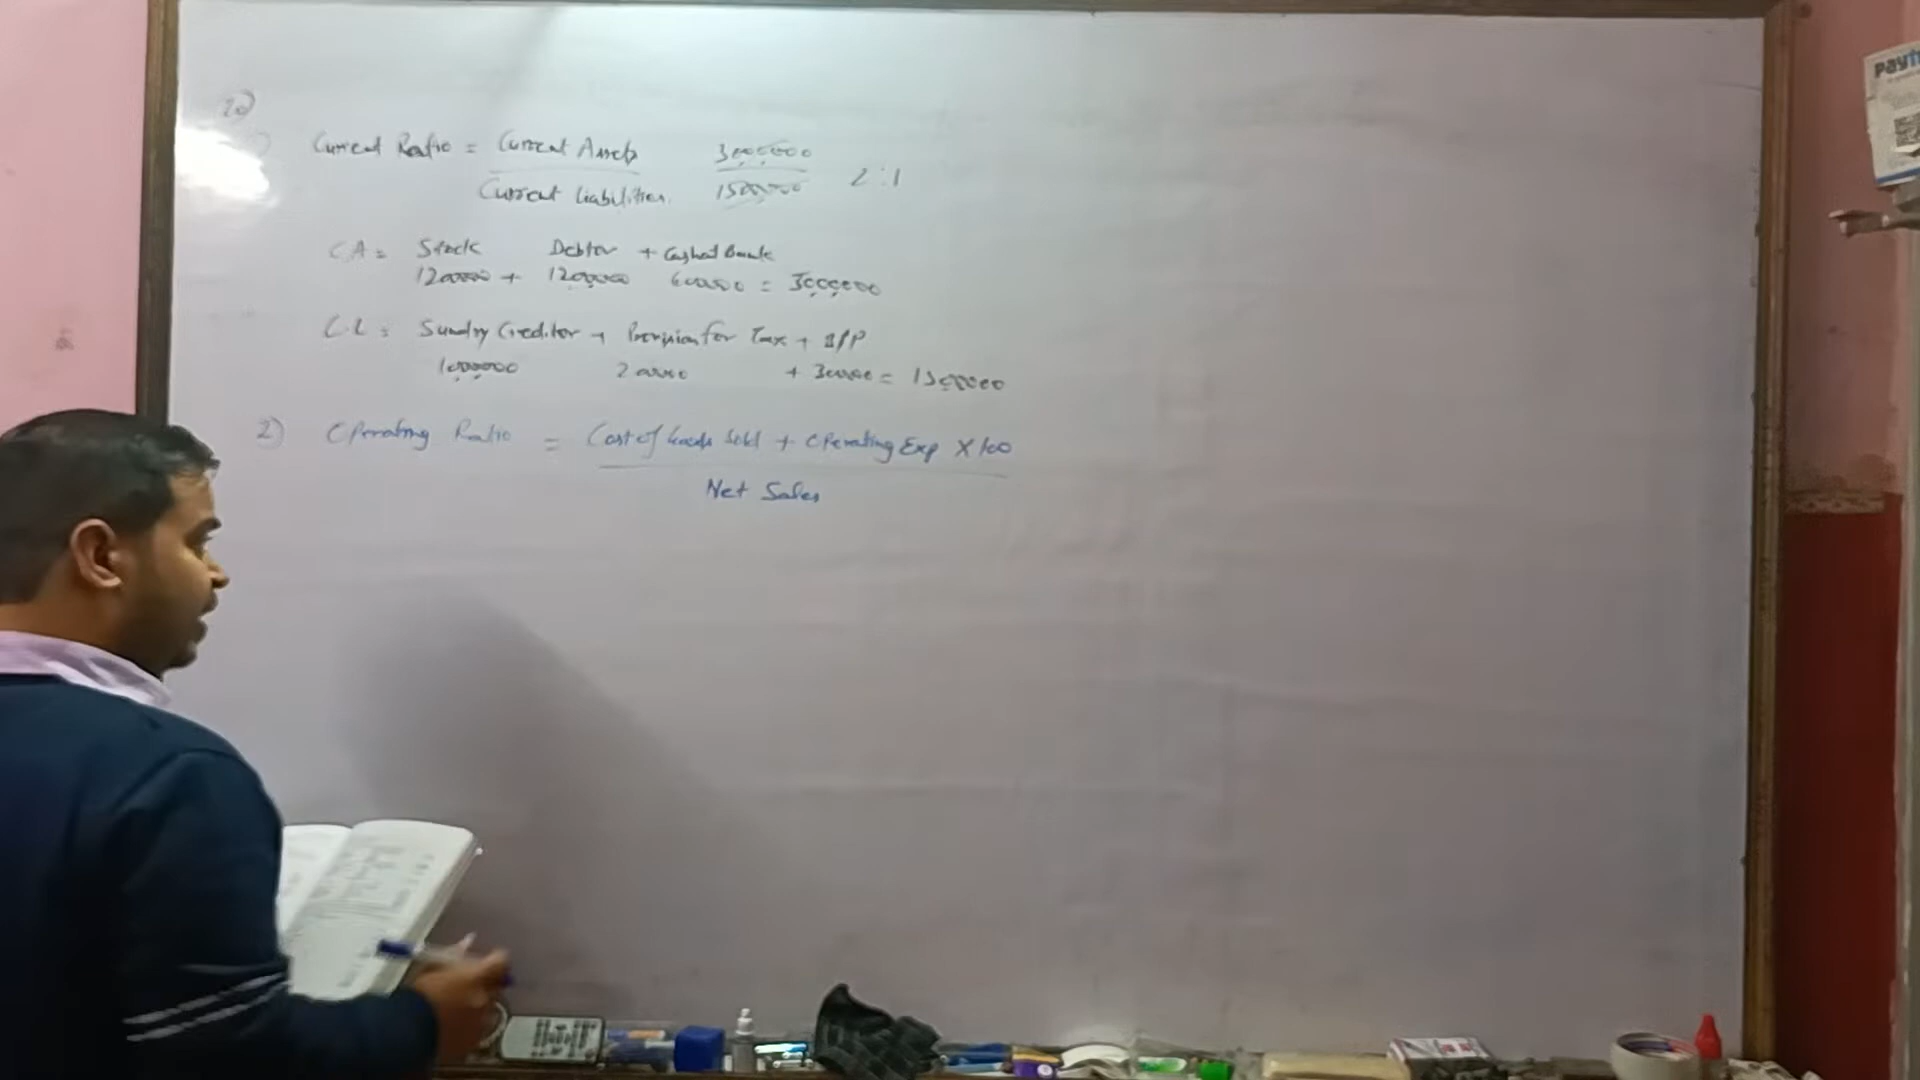 20)
Current Ratio = Current Assets 3000000
Current Liabilities. 1500000 2:1
CA = Stock Debtor + Cash at Bank
1200000 + 1200000 600000 = 3000000
C.L = Sundry Creditor + Provision for Tax +
1000000 200000 + 300000 = 1500000
2) Operating Ratio = Cost of Goods Sold + Operating Exp X 100
Net Sales
Payt